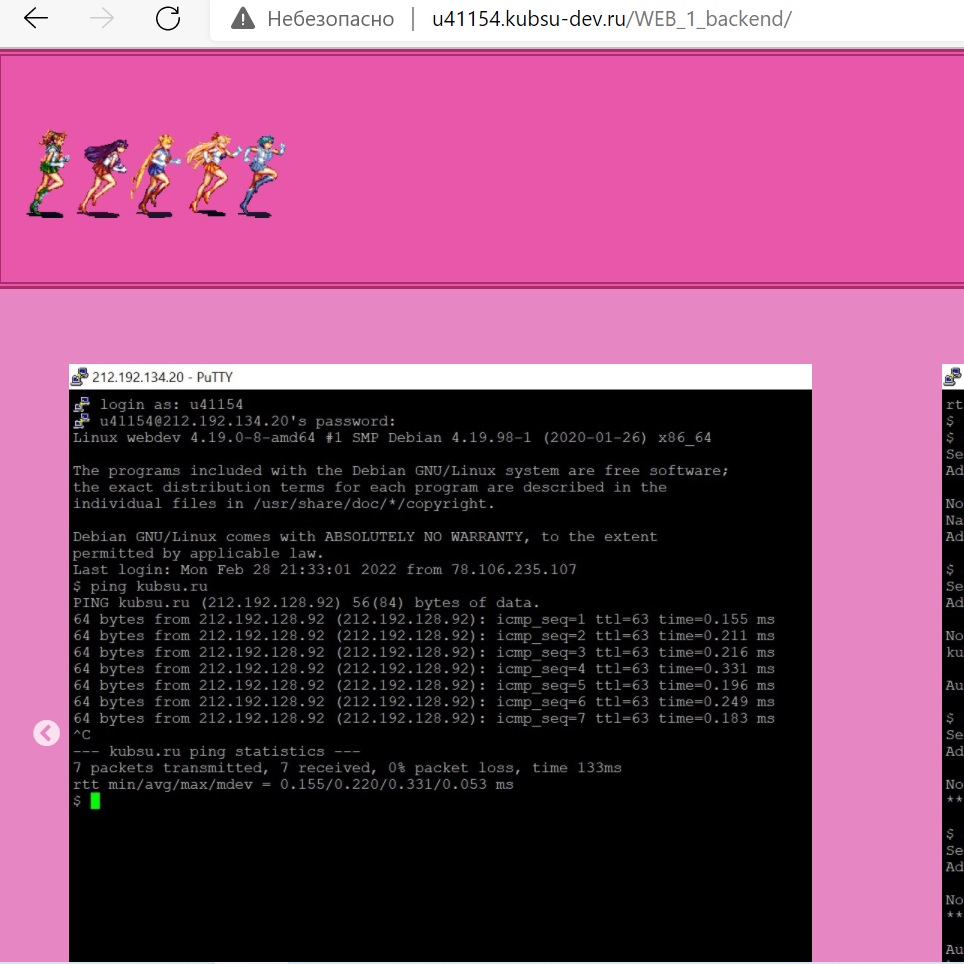 Небезопасно | u41154.kubsu-dev.ru/WEB_1_backend/
212.192.134.20 - PuTTY
login as: u41154
u41154@212.192.134.20's password:
Linux webdev 4.19.0-8-amd64 #1 SMP Debian 4.19.98-1 (2020-01-26) x86_64
The programs included with the Debian GNU/Linux system are free software;
the exact distribution terms for each program are described in the
individual files in /usr/share/doc/*/copyright.
Debian GNU/Linux comes with ABSOLUTELY NO WARRANTY, to the extent
permitted by applicable law.
Last login: Mon Feb 28 21:33:01 2022 from 78.106.235.107
$ ping kubsu.ru
PING kubsu.ru (212.192.128.92) 56(84) bytes of data.
64 bytes from 212.192.128.92 (212.192.128.92): icmp_seq=1 ttl=63 time=0.155 ms
64 bytes from 212.192.128.92 (212.192.128.92): icmp_seq=2 ttl=63 time=0.211 ms
64 bytes from 212.192.128.92 (212.192.128.92): icmp_seq=3 ttl=63 time=0.216 ms
64 bytes from 212.192.128.92 (212.192.128.92): icmp_seq=4 ttl=63 time=0.331 ms
64 bytes from 212.192.128.92 (212.192.128.92): icmp_seq=5 ttl=63 time=0.196 ms
64 bytes from 212.192.128.92 (212.192.128.92): icmp_seq=6 ttl=63 time=0.249 ms
64 bytes from 212.192.128.92 (212.192.128.92): icmp_seq=7 ttl=63 time=0.183 ms
^C
--- kubsu.ru ping statistics ---
7 packets transmitted, 7 received, 0% packet loss, time 133ms
rtt min/avg/max/mdev = 0.155/0.220/0.331/0.053 ms
$
rt
$
$
Se
Ad
No
Na
Ad
$
Se
Ad
No
ku
Au
$
Se
Ad
No
**
$
Se
Ad
No
**
Au